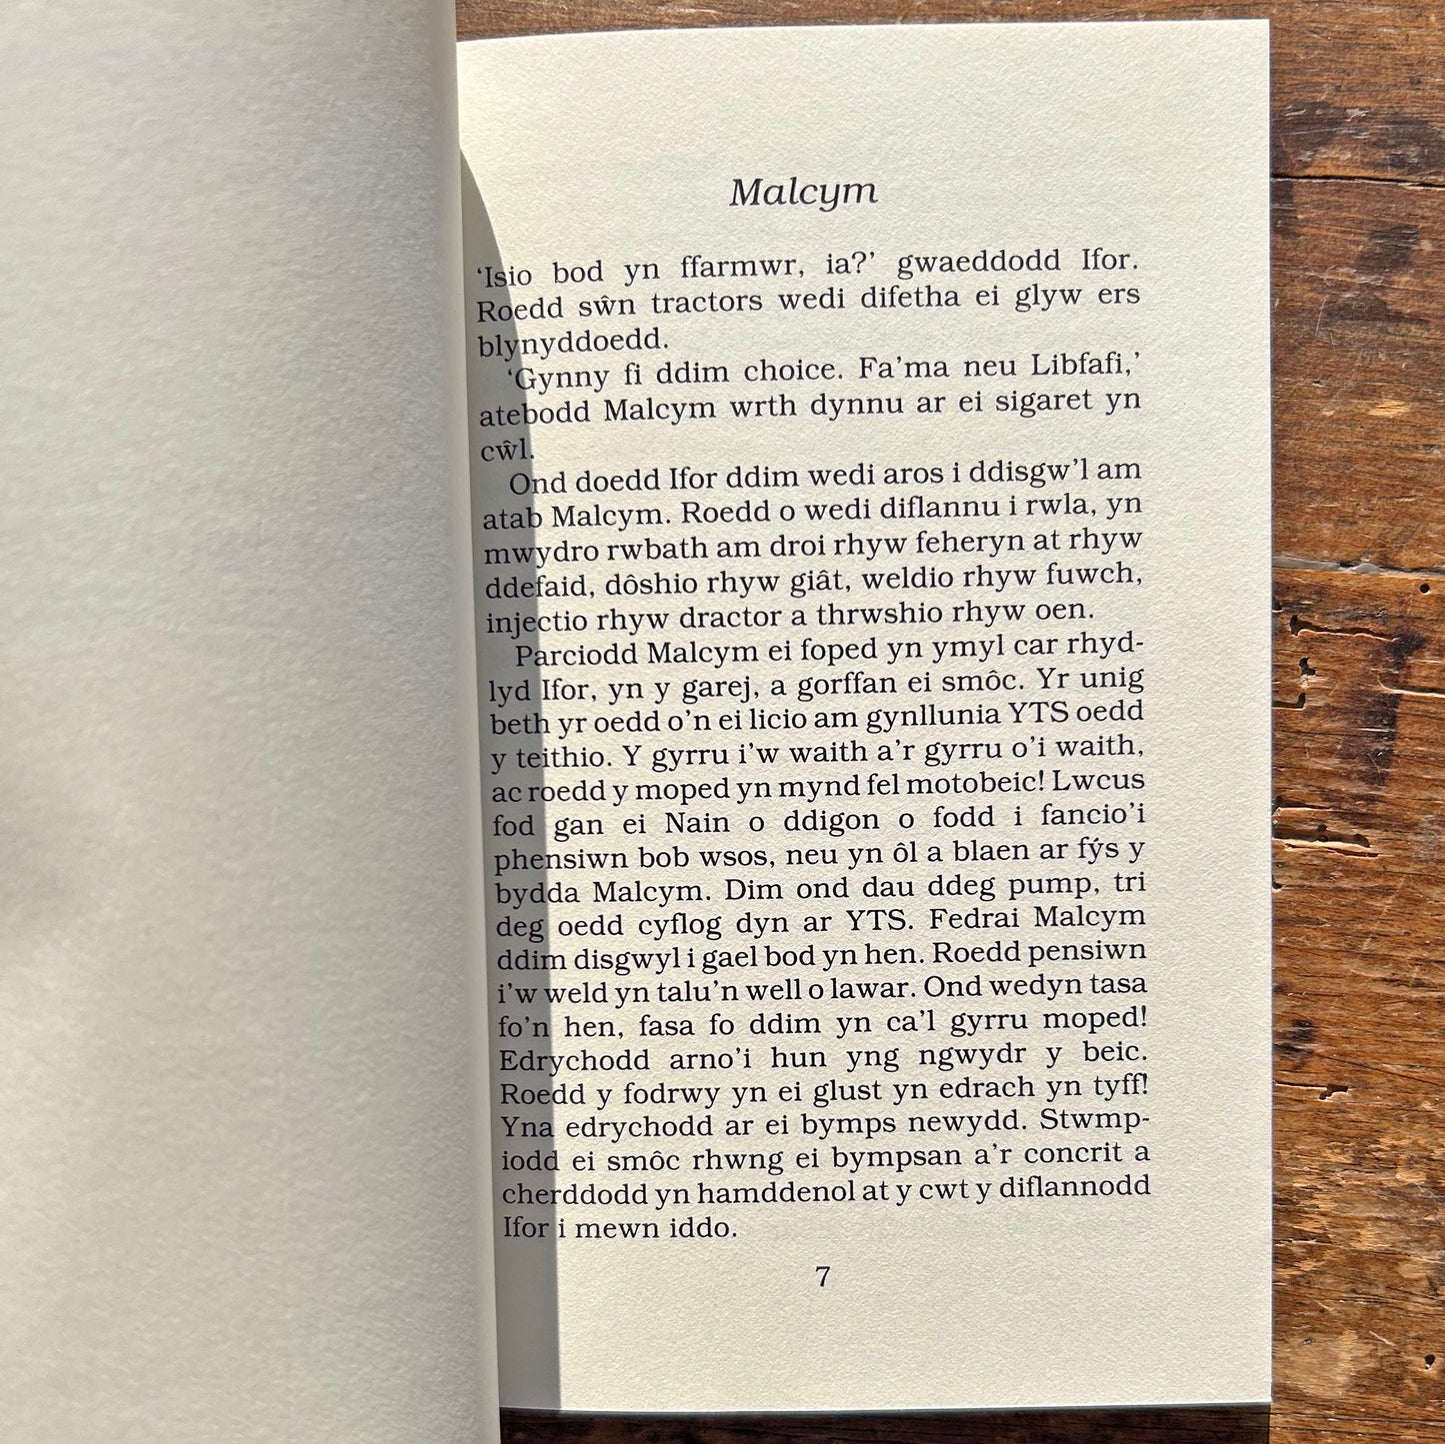 Malcym
‘Isio bod yn ffarmwr, ia?’ gwaeddodd Ifor.
Roedd sŵn tractors wedi difetha ei glyw ers
blynyddoedd.
‘Gynny fi ddim choice. Fa’ma neu Libfafi,’
atebodd Malcym wrth dynnu ar ei sigaret yn
cŵl.
Ond doedd Ifor ddim wedi aros i ddisgw’l am
atab Malcym. Roedd o wedi diflannu i rwla, yn
mwydro rwbath am droi rhyw feheryn at rhyw
ddefaid, dôshio rhyw giât, weldio rhyw fuwch,
injectio rhyw dractor a thrwshio rhyw oen.
Parciodd Malcym ei foped yn ymyl car rhyd-
lyd Ifor, yn y garej, a gorffan ei smôc. Yr unig
beth yr oedd o’n ei licio am gynllunia YTS oedd
y teithio. Y gyrru i’w waith a’r gyrru o’i waith,
ac roedd y moped yn mynd fel motobeic! Lwcus
fod gan ei Nain o ddigon o fodd i fancio’i
phensiwn bob wsos, neu yn ôl a blaen ar fýs y
bydda Malcym. Dim ond dau ddeg pump, tri
deg oedd cyflog dyn ar YTS. Fedrai Malcym
ddim disgwyl i gael bod yn hen. Roedd pensiwn
i’w weld yn talu’n well o lawar. Ond wedyn tasa
fo’n hen, fasa fo ddim yn ca’l gyrru moped!
Edrychodd arno’i hun yng ngwydr y beic.
Roedd y fodrwy yn ei glust yn edrach yn tyff!
Yna edrychodd ar ei bymps newydd. Stwmp-
iodd ei smôc rhwng ei bympsan a’r concrit a
cherddodd yn hamddenol at y cwt y diflannodd
Ifor i mewn iddo.
7